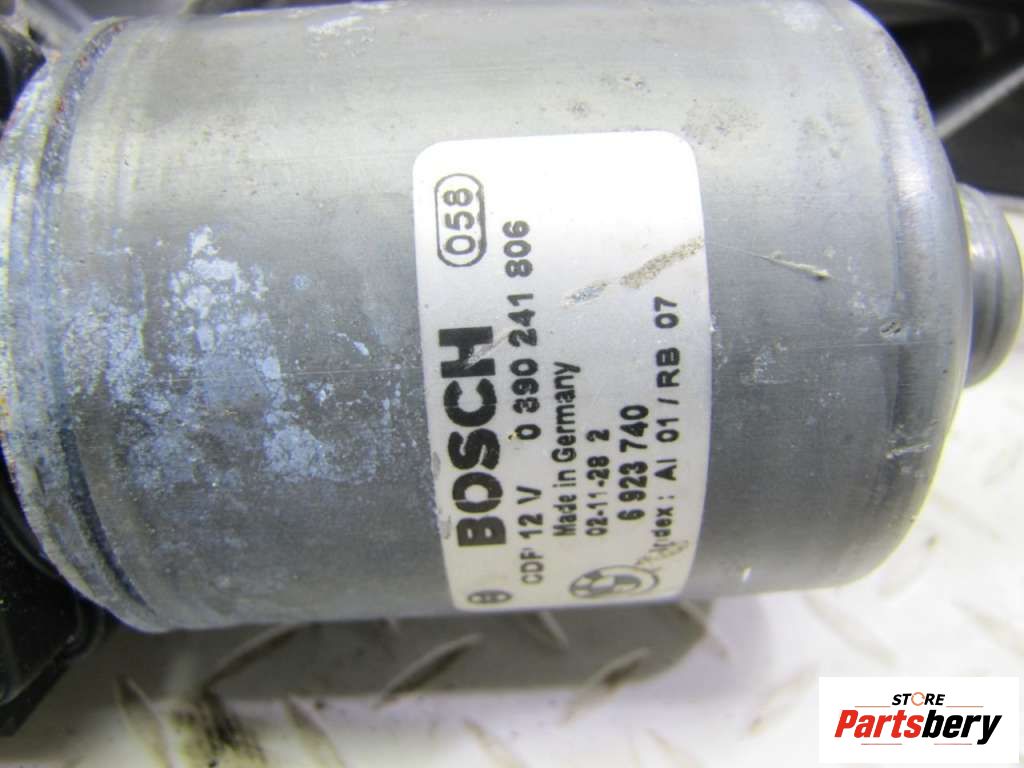 058
BOSCH
CDF 12 V 0 390 241 806
Made in Germany
02-11-28 2
6 923 740
Index: AI 01 / RB 07
STORE
Partsbery